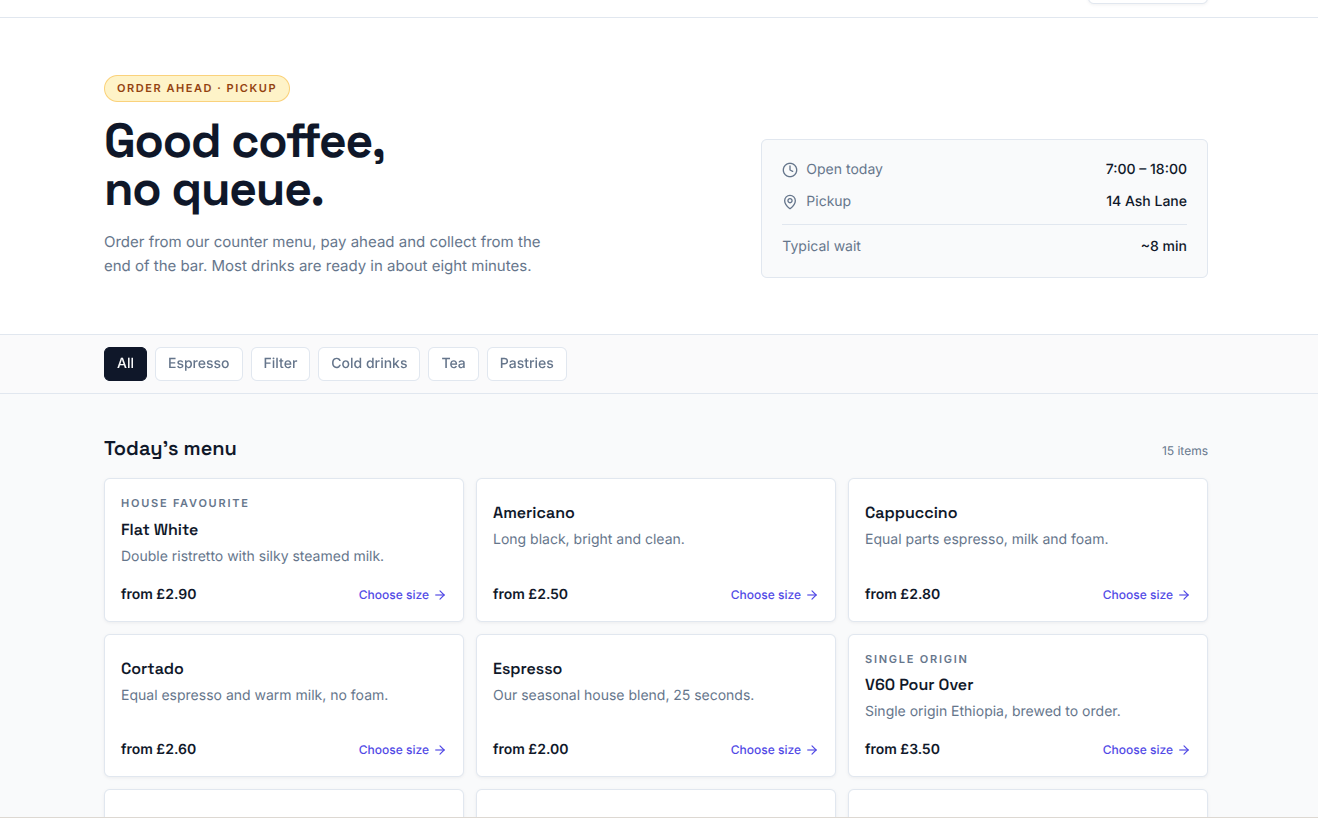 ORDER AHEAD · PICKUP
Good coffee,
no queue.
Order from our counter menu, pay ahead and collect from the
end of the bar. Most drinks are ready in about eight minutes.
Open today 7:00 – 18:00
Pickup 14 Ash Lane
Typical wait ~8 min
All Espresso Filter Cold drinks Tea Pastries
Today’s menu 15 items
HOUSE FAVOURITE
Flat White
Double ristretto with silky steamed milk.
from £2.90 Choose size →
Americano
Long black, bright and clean.
from £2.50 Choose size →
Cappuccino
Equal parts espresso, milk and foam.
from £2.80 Choose size →
Cortado
Equal espresso and warm milk, no foam.
from £2.60 Choose size →
Espresso
Our seasonal house blend, 25 seconds.
from £2.00 Choose size →
SINGLE ORIGIN
V60 Pour Over
Single origin Ethiopia, brewed to order.
from £3.50 Choose size →